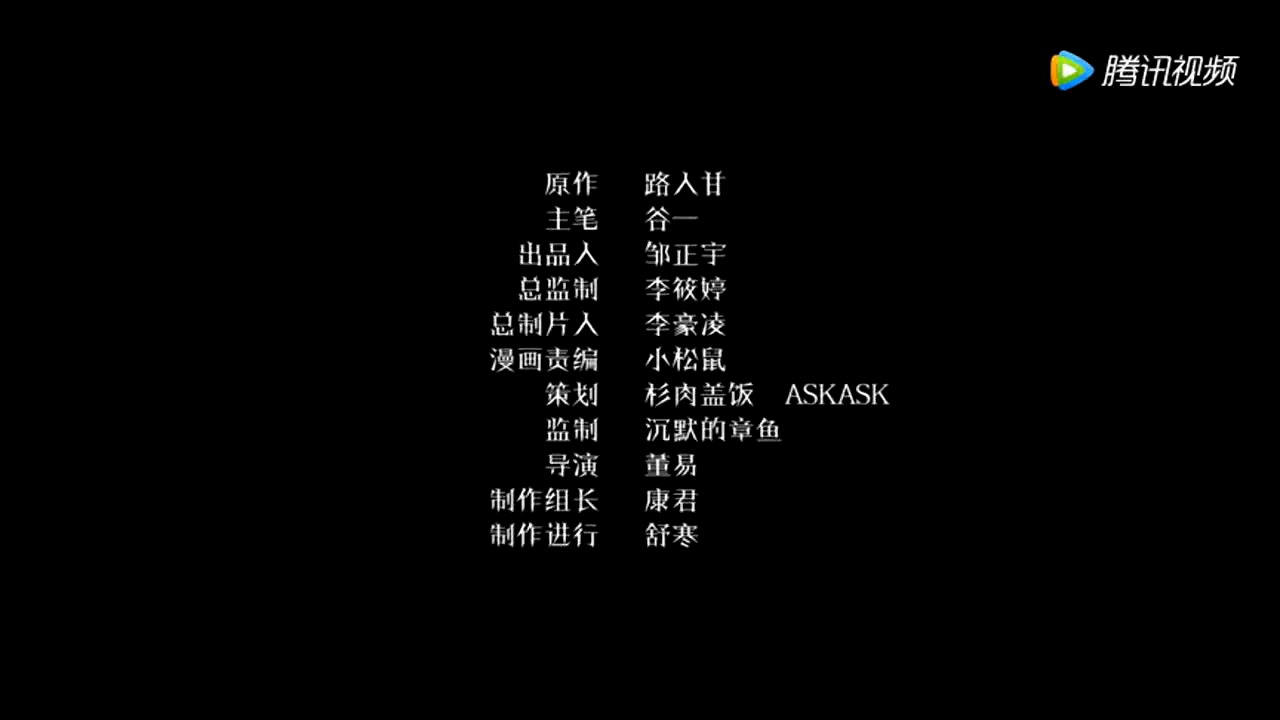 腾讯视频
原作 路人甘
主笔 谷一
出品人 邹正宇
总监制 李筱婷
总制片人 李豪凌
漫画责编 小松鼠
策划 杉肉盖饭 ASKASK
监制 沉默的章鱼
导演 董易
制作组长 康君
制作进行 舒寒